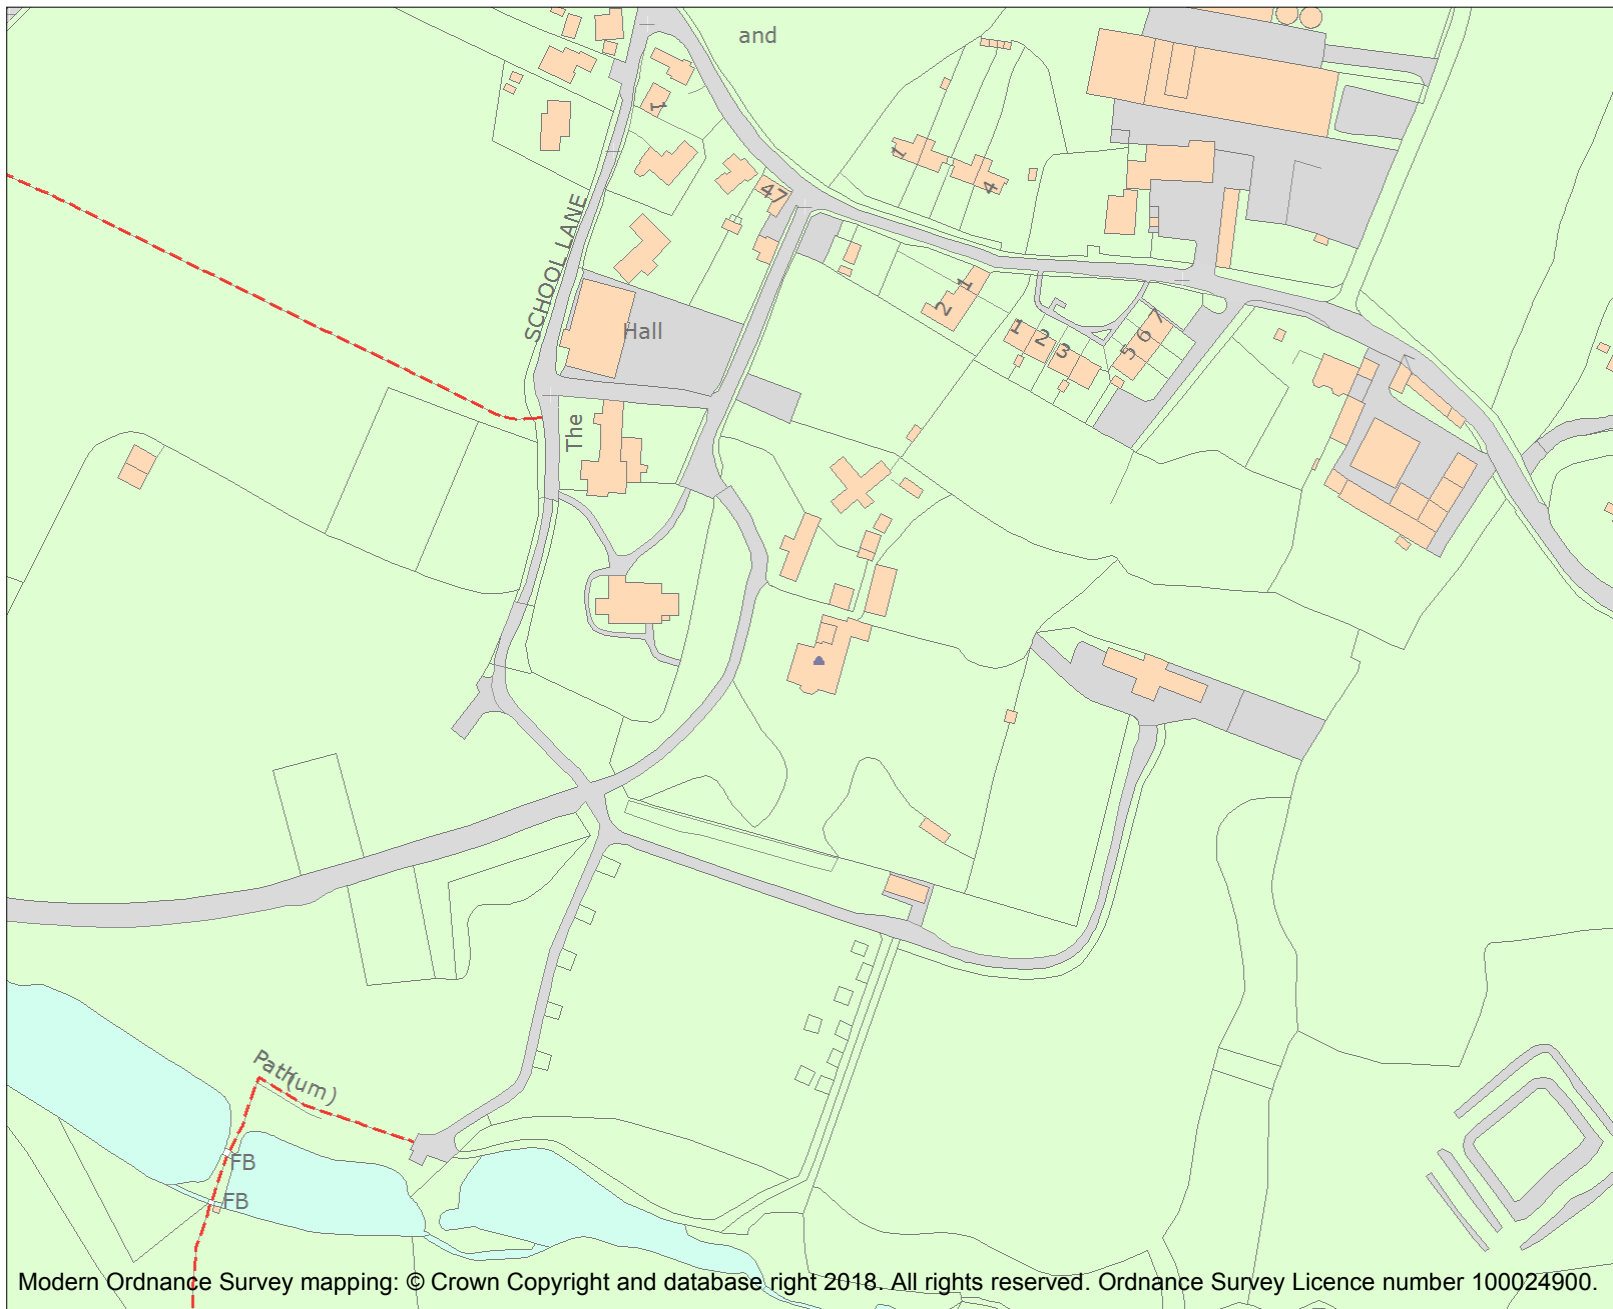 and
1
47
1
4
SCHOOL LANE
Hall
The
1
2
1
2
3
5
6
7
Path (um)
FB
FB
Modern Ordnance Survey mapping: © Crown Copyright and database right 2018. All rights reserved. Ordnance Survey Licence number 100024900.